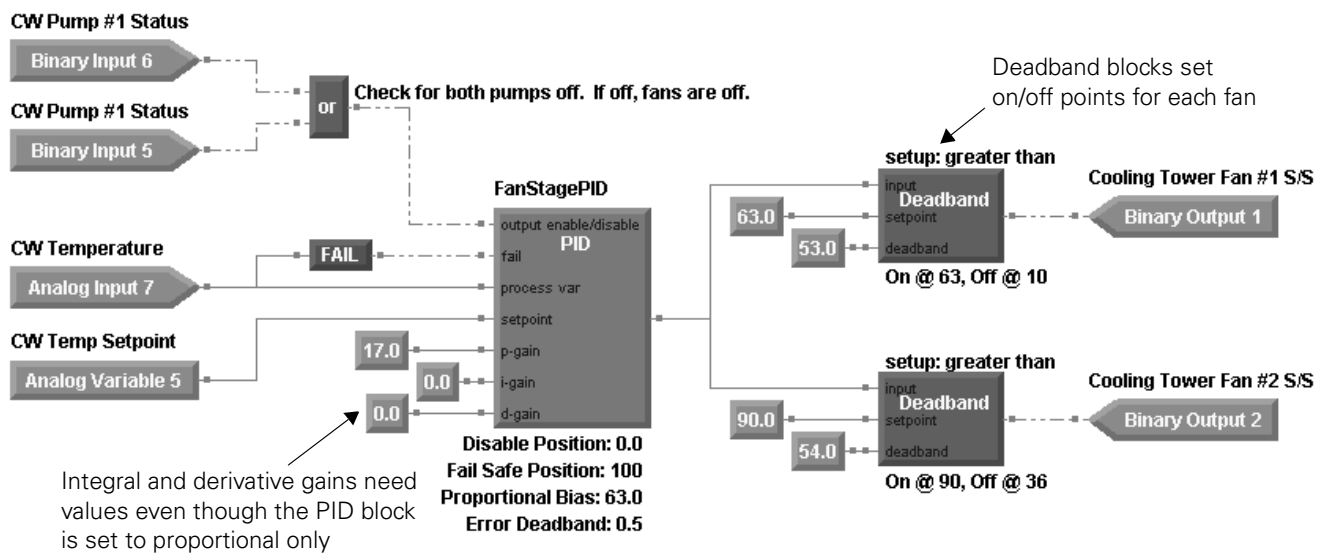 CW Pump #1 Status
Binary Input 6
CW Pump #1 Status
Binary Input 5
or
Check for both pumps off.  If off, fans are off.
CW Temperature
Analog Input 7
FAIL
CW Temp Setpoint
Analog Variable 5
17.0
0.0
0.0
FanStagePID
output enable/disable
PID
fail
process var
setpoint
p-gain
i-gain
d-gain
Disable Position: 0.0
Fail Safe Position: 100
Proportional Bias: 63.0
Error Deadband: 0.5
Integral and derivative gains need
values even though the PID block
is set to proportional only
Deadband blocks set
on/off points for each fan
setup: greater than
input
Deadband
setpoint
deadband
63.0
53.0
On @ 63, Off @ 10
Cooling Tower Fan #1 S/S
Binary Output 1
setup: greater than
input
Deadband
setpoint
deadband
90.0
54.0
On @ 90, Off @ 36
Cooling Tower Fan #2 S/S
Binary Output 2